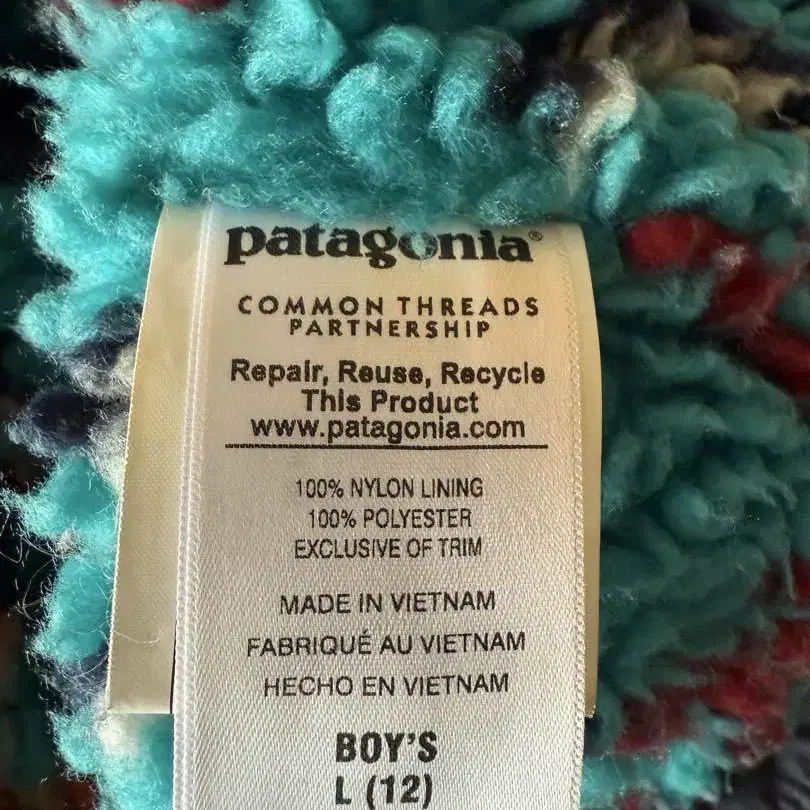 patagonia®
COMMON THREADS
PARTNERSHIP
Repair, Reuse, Recycle
This Product
www.patagonia.com
100% NYLON LINING
100% POLYESTER
EXCLUSIVE OF TRIM
MADE IN VIETNAM
FABRIQUÉ AU VIETNAM
HECHO EN VIETNAM
BOY'S
L (12)